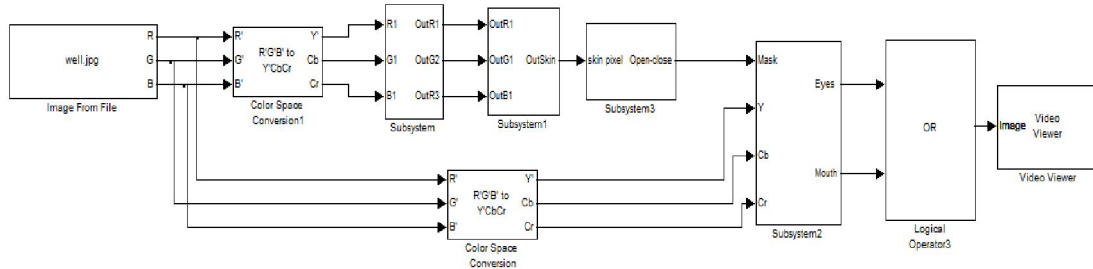 well.jpg
R
G
B
Image From File
R'
G'
B'
R'G'B' to
Y'CbCr
Y'
Cb
Cr
Color Space
Conversion1
R1
G1
B1
OutR1
OutG2
OutR3
Subsystem
OutR1
OutG1
OutB1
OutSkin
Subsystem1
skin pixel
Open-close
Subsystem3
Mask
Y
Cb
Cr
Eyes
Mouth
Subsystem2
OR
Logical
Operator3
Image
Video
Viewer
Video Viewer
R'
G'
B'
R'G'B' to
Y'CbCr
Y'
Cb
Cr
Color Space
Conversion